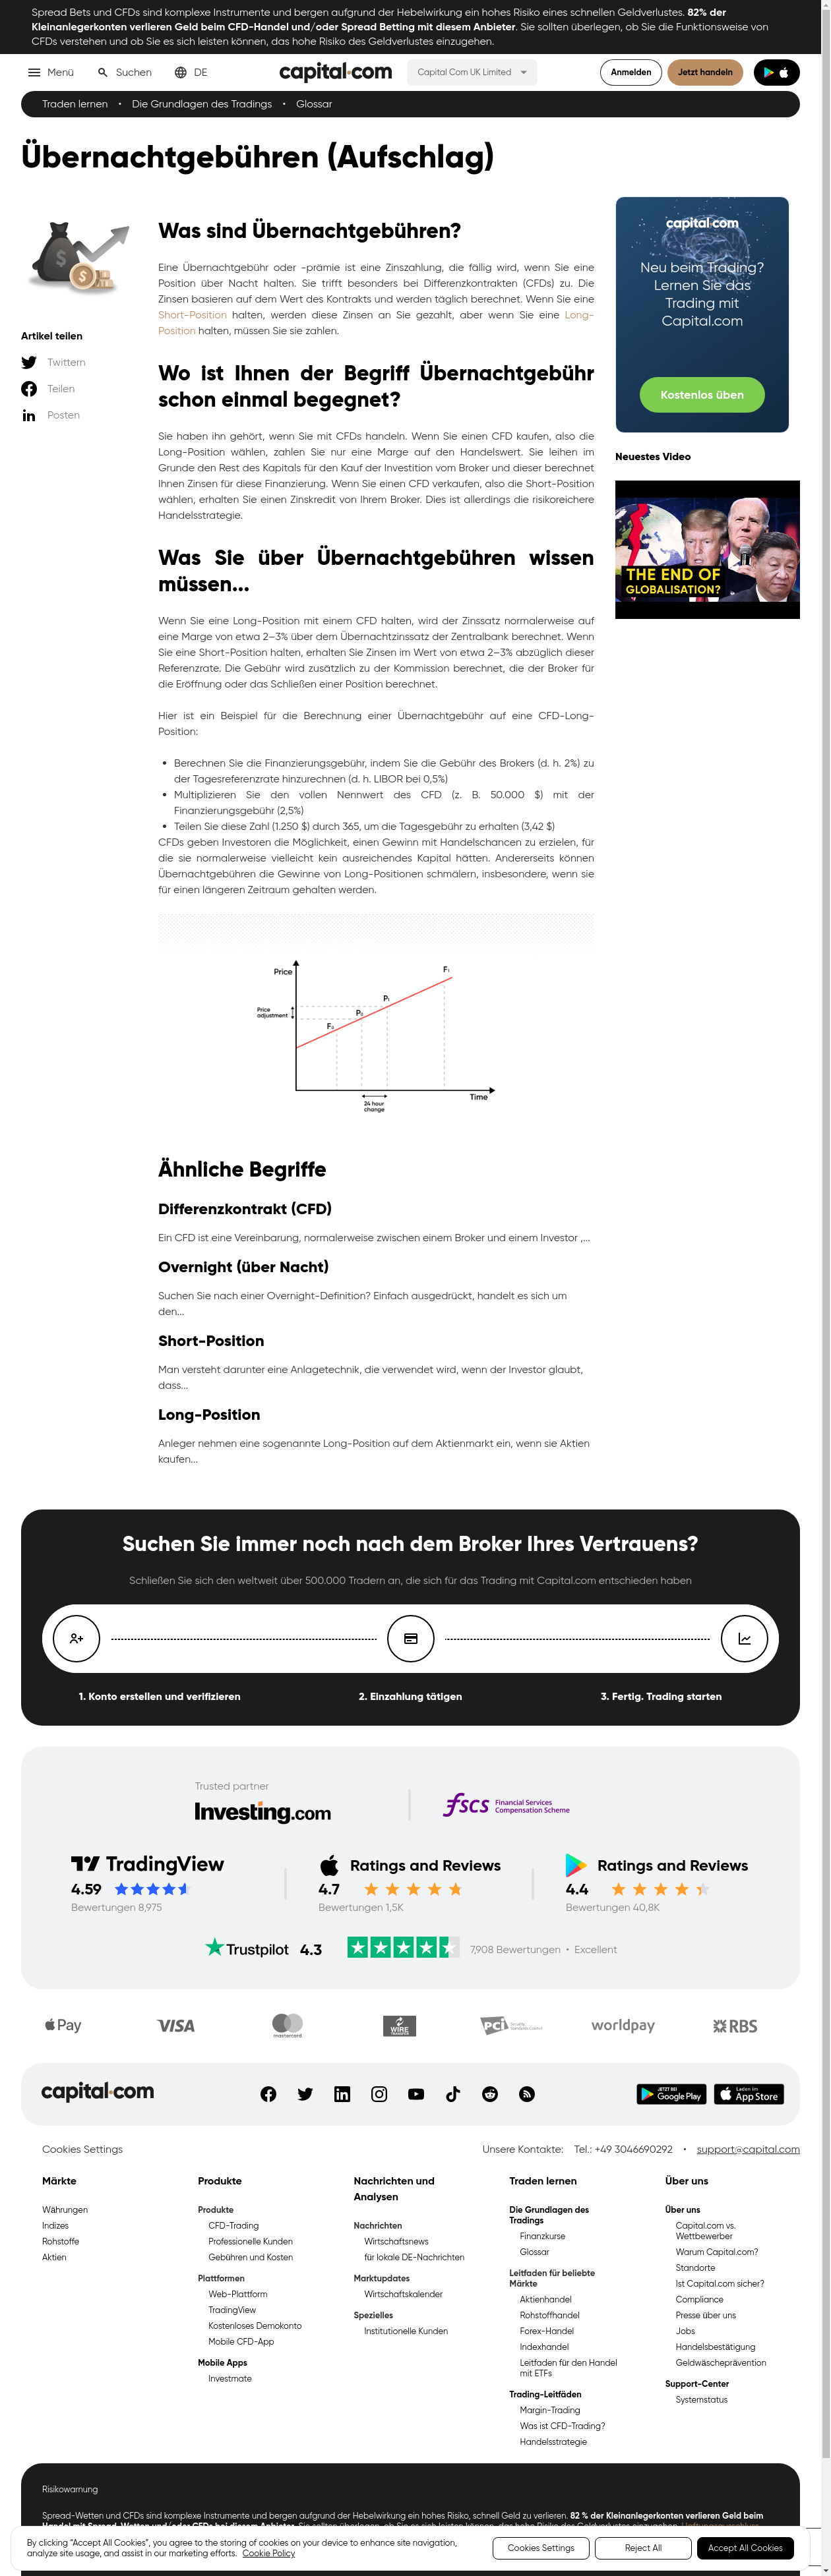 Spread Bets und CFDs sind komplexe Instrumente und bergen aufgrund der Hebelwirkung ein hohes Risiko eines schnellen Geldverlustes. 82% der
Kleinanlegerkonten verlieren Geld beim CFD-Handel und/oder Spread Betting mit diesem Anbieter. Sie sollten überlegen, ob Sie die Funktionsweise von
CFDs verstehen und ob Sie es sich leisten können, das hohe Risiko des Geldverlustes einzugehen.
Menü Suchen DE capital.com Capital Com UK Limited Anmelden Jetzt handeln
Traden lernen • Die Grundlagen des Tradings • Glossar
Übernachtgebühren (Aufschlag)
Artikel teilen
Twittern
Teilen
Posten
Was sind Übernachtgebühren?
Eine Übernachtgebühr oder -prämie ist eine Zinszahlung, die fällig wird, wenn Sie eine
Position über Nacht halten. Sie trifft besonders bei Differenzkontrakten (CFDs) zu. Die
Zinsen basieren auf dem Wert des Kontrakts und werden täglich berechnet. Wenn Sie eine
Short-Position halten, werden diese Zinsen an Sie gezahlt, aber wenn Sie eine Long-
Position halten, müssen Sie sie zahlen.
Wo ist Ihnen der Begriff Übernachtgebühr
schon einmal begegnet?
Sie haben ihn gehört, wenn Sie mit CFDs handeln. Wenn Sie einen CFD kaufen, also die
Long-Position wählen, zahlen Sie nur eine Marge auf den Handelswert. Sie leihen im
Grunde den Rest des Kapitals für den Kauf der Investition vom Broker und dieser berechnet
Ihnen Zinsen für diese Finanzierung. Wenn Sie einen CFD verkaufen, also die Short-Position
wählen, erhalten Sie einen Zinskredit von Ihrem Broker. Dies ist allerdings die risikoreichere
Handelsstrategie.
Was Sie über Übernachtgebühren wissen
müssen...
Wenn Sie eine Long-Position mit einem CFD halten, wird der Zinssatz normalerweise auf
eine Marge von etwa 2–3% über dem Übernachtzinssatz der Zentralbank berechnet. Wenn
Sie eine Short-Position halten, erhalten Sie Zinsen im Wert von etwa 2–3% abzüglich dieser
Referenzrate. Die Gebühr wird zusätzlich zu der Kommission berechnet, die der Broker für
die Eröffnung oder das Schließen einer Position berechnet.
Hier ist ein Beispiel für die Berechnung einer Übernachtgebühr auf eine CFD-Long-
Position:
• Berechnen Sie die Finanzierungsgebühr, indem Sie die Gebühr des Brokers (d. h. 2%) zu
der Tagesreferenzrate hinzurechnen (d. h. LIBOR bei 0,5%)
• Multiplizieren Sie den vollen Nennwert des CFD (z. B. 50.000 $) mit der
Finanzierungsgebühr (2,5%)
• Teilen Sie diese Zahl (1.250 $) durch 365, um die Tagesgebühr zu erhalten (3,42 $)
CFDs geben Investoren die Möglichkeit, einen Gewinn mit Handelschancen zu erzielen, für
die sie normalerweise vielleicht kein ausreichendes Kapital hätten. Andererseits können
Übernachtgebühren die Gewinne von Long-Positionen schmälern, insbesondere, wenn sie
für einen längeren Zeitraum gehalten werden.
Price
F₁
P₁
Price
adjustment
P₀
F₀
Time
24 hour
change
capital.com
Neu beim Trading?
Lernen Sie das
Trading mit
Capital.com
Kostenlos üben
Neuestes Video
THE END OF
GLOBALISATION?
Ähnliche Begriffe
Differenzkontrakt (CFD)
Ein CFD ist eine Vereinbarung, normalerweise zwischen einem Broker und einem Investor ,...
Overnight (über Nacht)
Suchen Sie nach einer Overnight-Definition? Einfach ausgedrückt, handelt es sich um
den...
Short-Position
Man versteht darunter eine Anlagetechnik, die verwendet wird, wenn der Investor glaubt,
dass...
Long-Position
Anleger nehmen eine sogenannte Long-Position auf dem Aktienmarkt ein, wenn sie Aktien
kaufen...
Suchen Sie immer noch nach dem Broker Ihres Vertrauens?
Schließen Sie sich den weltweit über 500.000 Tradern an, die sich für das Trading mit Capital.com entschieden haben
1. Konto erstellen und verifizieren 2. Einzahlung tätigen 3. Fertig. Trading starten
Trusted partner
Investing.com
fscs Financial Services
Compensation Scheme
TradingView
4.59
Bewertungen 8,975
Ratings and Reviews
4.7
Bewertungen 1,5K
Ratings and Reviews
4.4
Bewertungen 40,8K
Trustpilot 4.3 7,908 Bewertungen • Excellent
Pay VISA mastercard WIRE PCI worldpay RBS
capital.com JETZT BEI Google Play Laden im App Store
Cookies Settings Unsere Kontakte: Tel.: +49 3046690292 • support@capital.com
Märkte
Währungen
Indizes
Rohstoffe
Aktien
Produkte
Produkte
CFD-Trading
Professionelle Kunden
Gebühren und Kosten
Plattformen
Web-Plattform
TradingView
Kostenloses Demokonto
Mobile CFD-App
Mobile Apps
Investmate
Nachrichten und
Analysen
Nachrichten
Wirtschaftsnews
für lokale DE-Nachrichten
Marktupdates
Wirtschaftskalender
Spezielles
Institutionelle Kunden
Traden lernen
Die Grundlagen des
Tradings
Finanzkurse
Glossar
Leitfaden für beliebte
Märkte
Aktienhandel
Rohstoffhandel
Forex-Handel
Indexhandel
Leitfaden für den Handel
mit ETFs
Trading-Leitfäden
Margin-Trading
Was ist CFD-Trading?
Handelsstrategie
Über uns
Über uns
Capital.com vs.
Wettbewerber
Warum Capital.com?
Standorte
Ist Capital.com sicher?
Compliance
Presse über uns
Jobs
Handelsbestätigung
Geldwäscheprävention
Support-Center
Systemstatus
Risikowarnung
Spread-Wetten und CFDs sind komplexe Instrumente und bergen aufgrund der Hebelwirkung ein hohes Risiko, schnell Geld zu verlieren. 82 % der Kleinanlegerkonten verlieren Geld beim
By clicking “Accept All Cookies”, you agree to the storing of cookies on your device to enhance site navigation,
analyze site usage, and assist in our marketing efforts. Cookie Policy
Cookies Settings Reject All Accept All Cookies